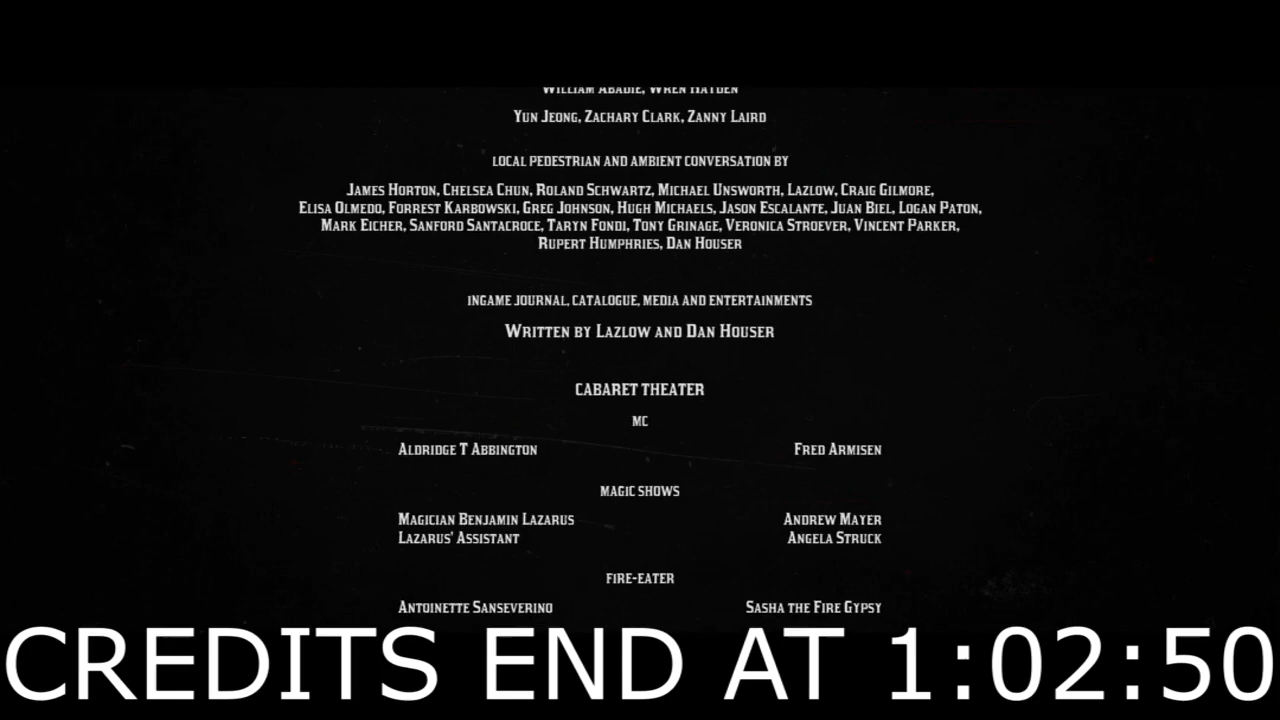 William Abadie, Wren Hayden
Yun Jeong, Zachary Clark, Zanny Laird
LOCAL PEDESTRIAN AND AMBIENT CONVERSATION BY
James Horton, Chelsea Chun, Roland Schwartz, Michael Unsworth, Lazlow, Craig Gilmore,
Elisa Olmedo, Forrest Karbowski, Greg Johnson, Hugh Michaels, Jason Escalante, Juan Biel, Logan Paton,
Mark Eicher, Sanford Santacroce, Taryn Fondi, Tony Grinage, Veronica Stroever, Vincent Parker,
Rupert Humphries, Dan Houser
INGAME JOURNAL, CATALOGUE, MEDIA AND ENTERTAINMENTS
Written by Lazlow and Dan Houser
CABARET THEATER
MC
Aldridge T Abbington Fred Armisen
MAGIC SHOWS
Magician Benjamin Lazarus Andrew Mayer
Lazarus' Assistant Angela Struck
FIRE-EATER
Antoinette Sanseverino Sasha the Fire Gypsy
CREDITS END AT 1:02:50